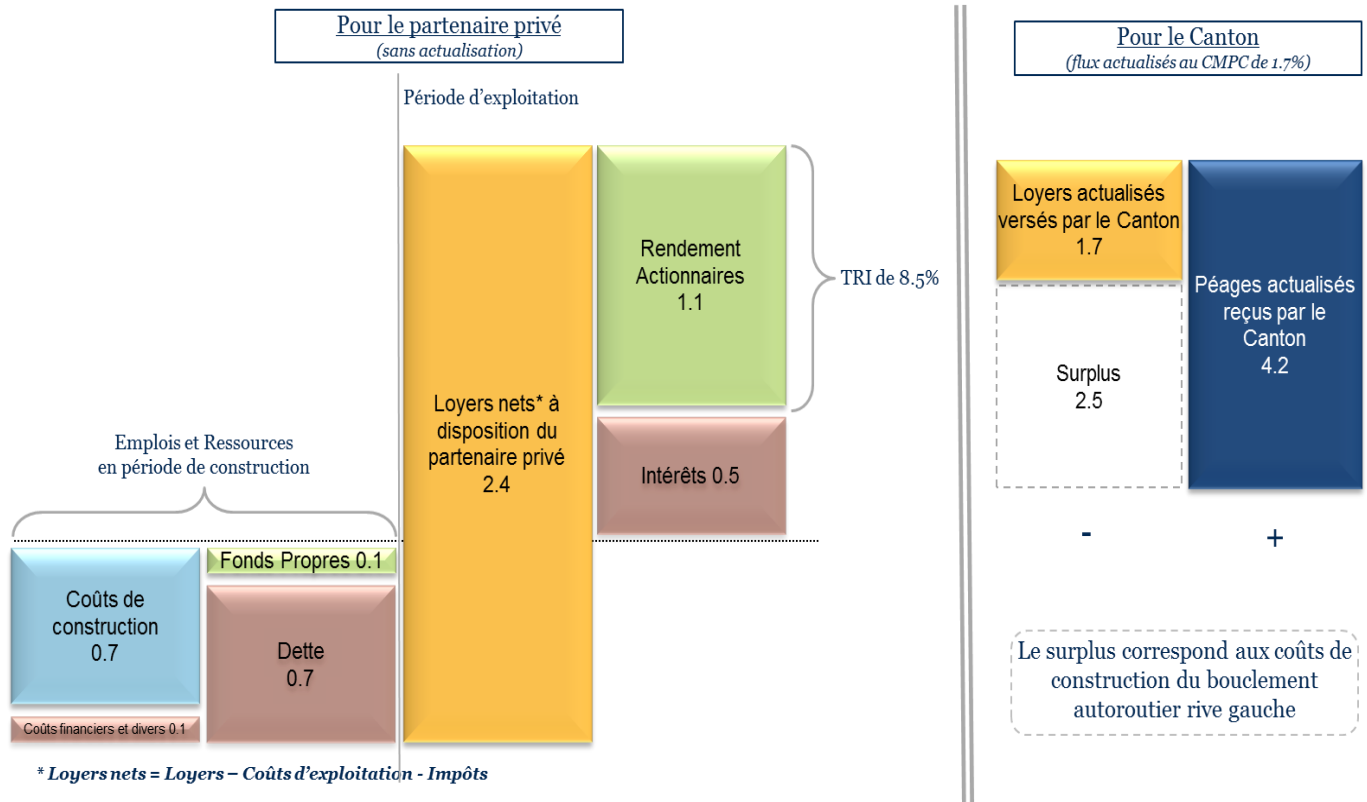 Pour le partenaire privé
(sans actualisation)
Période d'exploitation
Rendement
Actionnaires
1.1
TRI de 8.5%
Loyers nets* à
disposition du
partenaire privé
2.4
Intérêts 0.5
Emplois et Ressources
en période de construction
Fonds Propres 0.1
Coûts de
construction
0.7
Dette
0.7
Coûts financiers et divers 0.1
* Loyers nets = Loyers – Coûts d'exploitation - Impôts
Pour le Canton
(flux actualisés au CMPC de 1.7%)
Loyers actualisés
versés par le Canton
1.7
Surplus
2.5
Péages actualisés
reçus par le
Canton
4.2
-
+
Le surplus correspond aux coûts de
construction du bouclement
autoroutier rive gauche